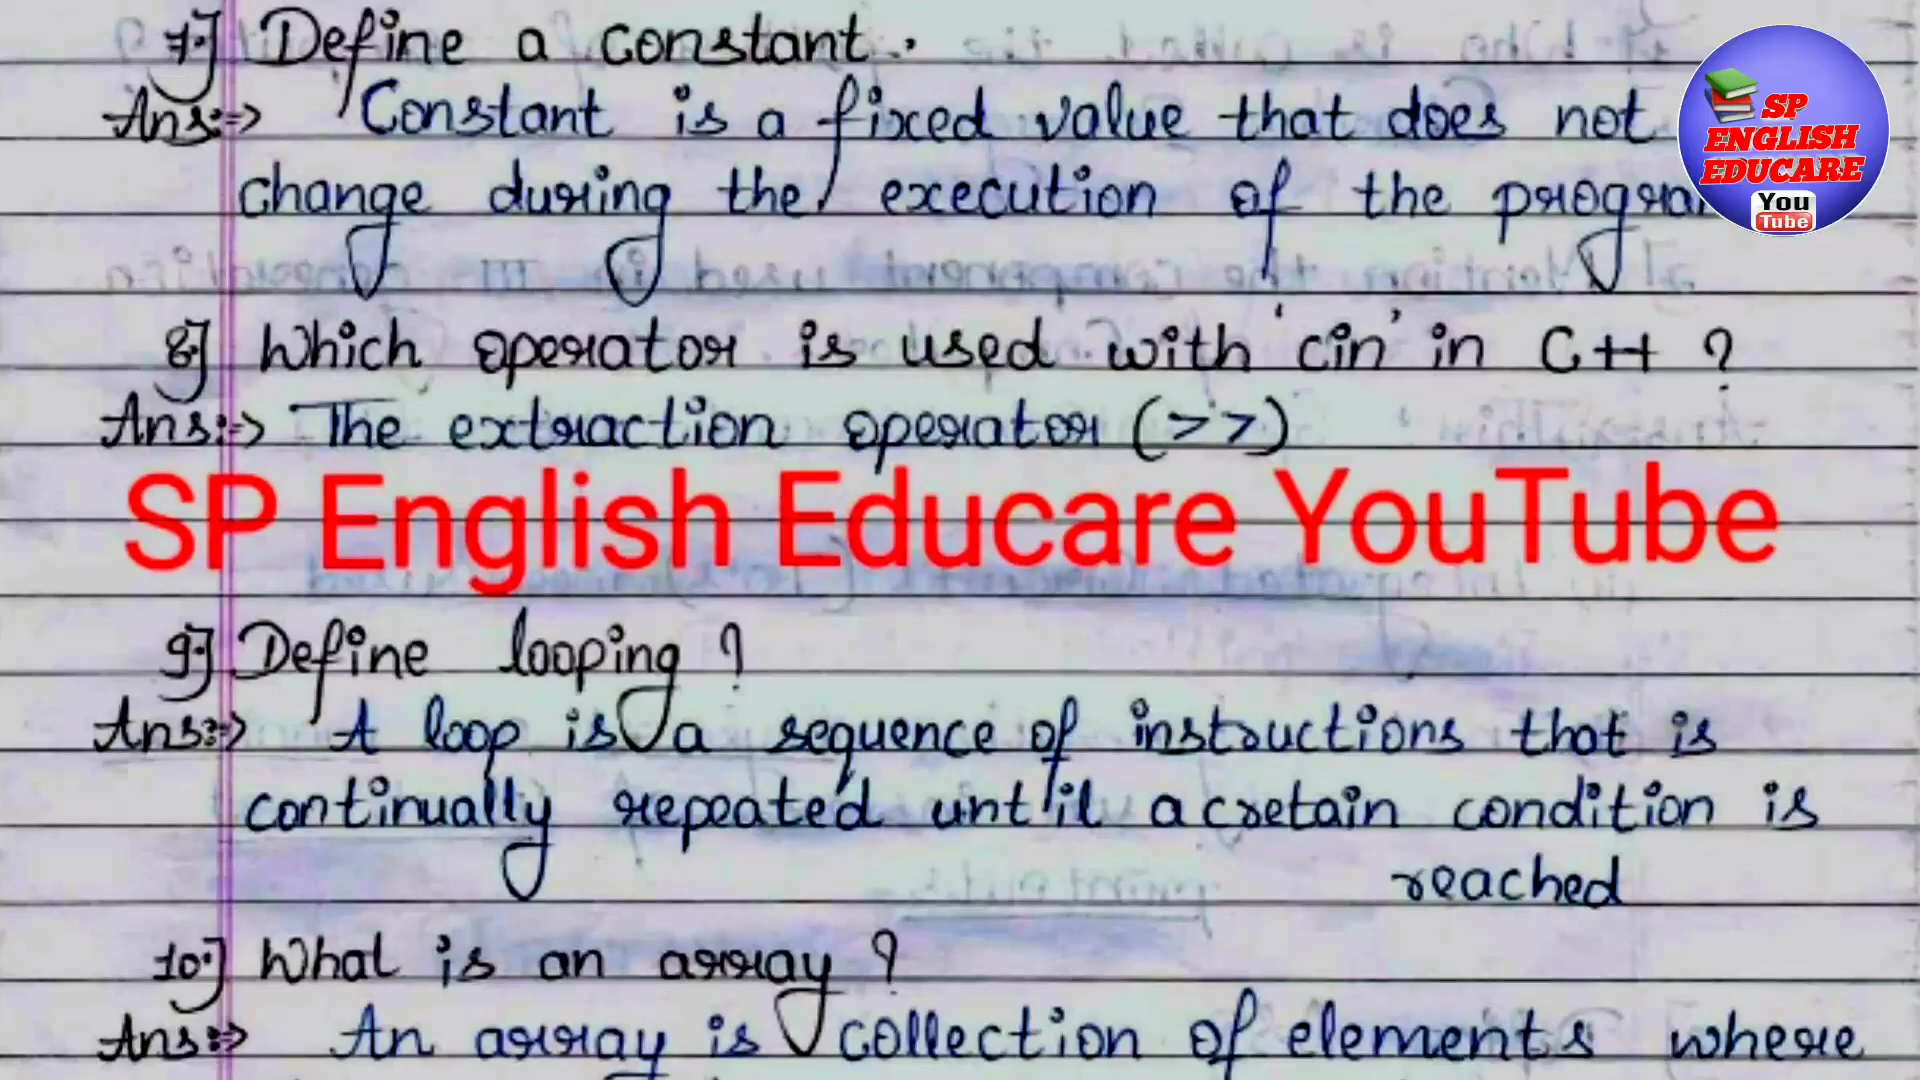 7.] Define a constant.
Ans:-> Constant is a fixed value that does not
change during the execution of the
8.] Which operator is used with 'cin' in C++ ?
Ans:-> The extraction operator (>>)
SP English Educare YouTube
9.] Define looping ?
Ans:-> A loop is a sequence of instructions that is
continually repeated until a cretain condition is
reached
10.] What is an array ?
Ans:-> An array is collection of elements where
SP
ENGLISH
EDUCARE
You
Tube